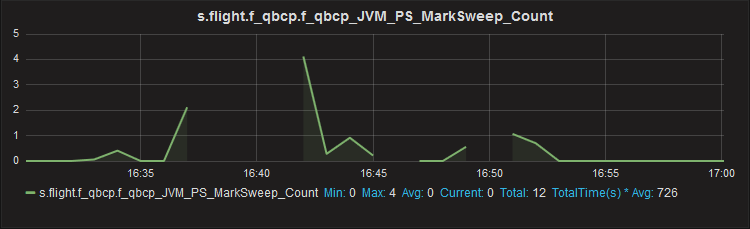 s.flight.f_qbcp.f_qbcp_JVM_PS_MarkSweep_Count
5
4
3
2
1
0
16:35 16:40 16:45 16:50 16:55 17:00
s.flight.f_qbcp.f_qbcp_JVM_PS_MarkSweep_Count Min: 0 Max: 4 Avg: 0 Current: 0 Total: 12 TotalTime(s) * Avg: 726